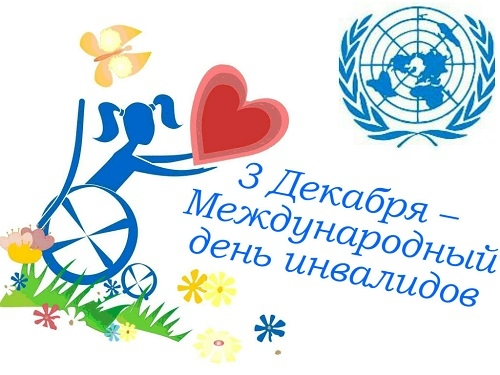 3 Декабря –
Международный
день инвалидов